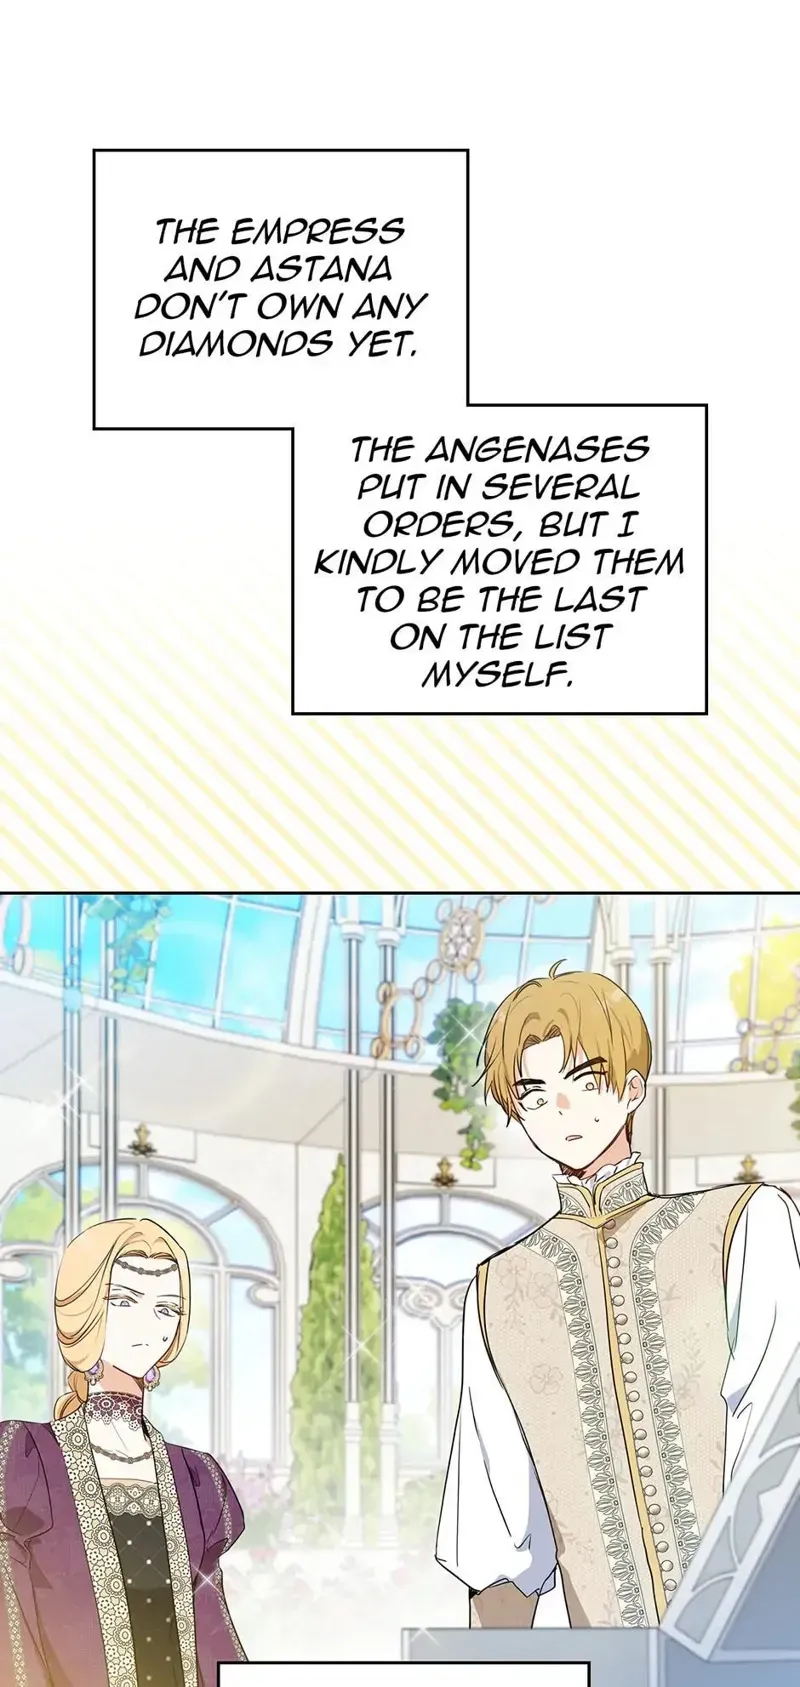 THE EMPRESS
AND ASTANA
DON'T OWN ANY
DIAMONDS YET.
THE ANGENASES
PUT IN SEVERAL
ORDERS, BUT I
KINDLY MOVED THEM
TO BE THE LAST
ON THE LIST
MYSELF.